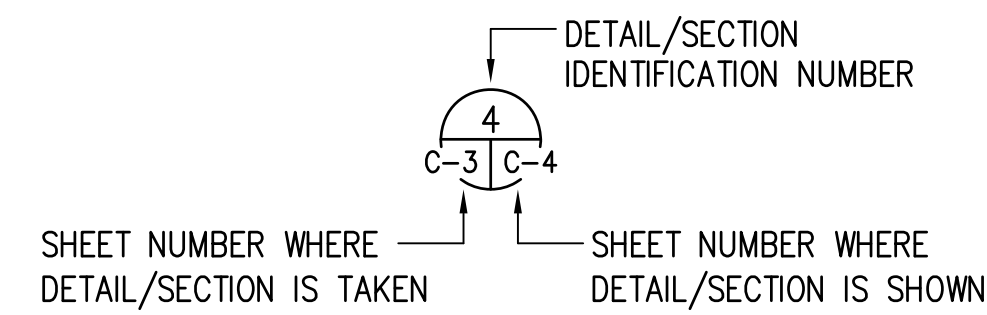 DETAIL/SECTION
IDENTIFICATION NUMBER
4
C-3 C-4
SHEET NUMBER WHERE
DETAIL/SECTION IS TAKEN
SHEET NUMBER WHERE
DETAIL/SECTION IS SHOWN